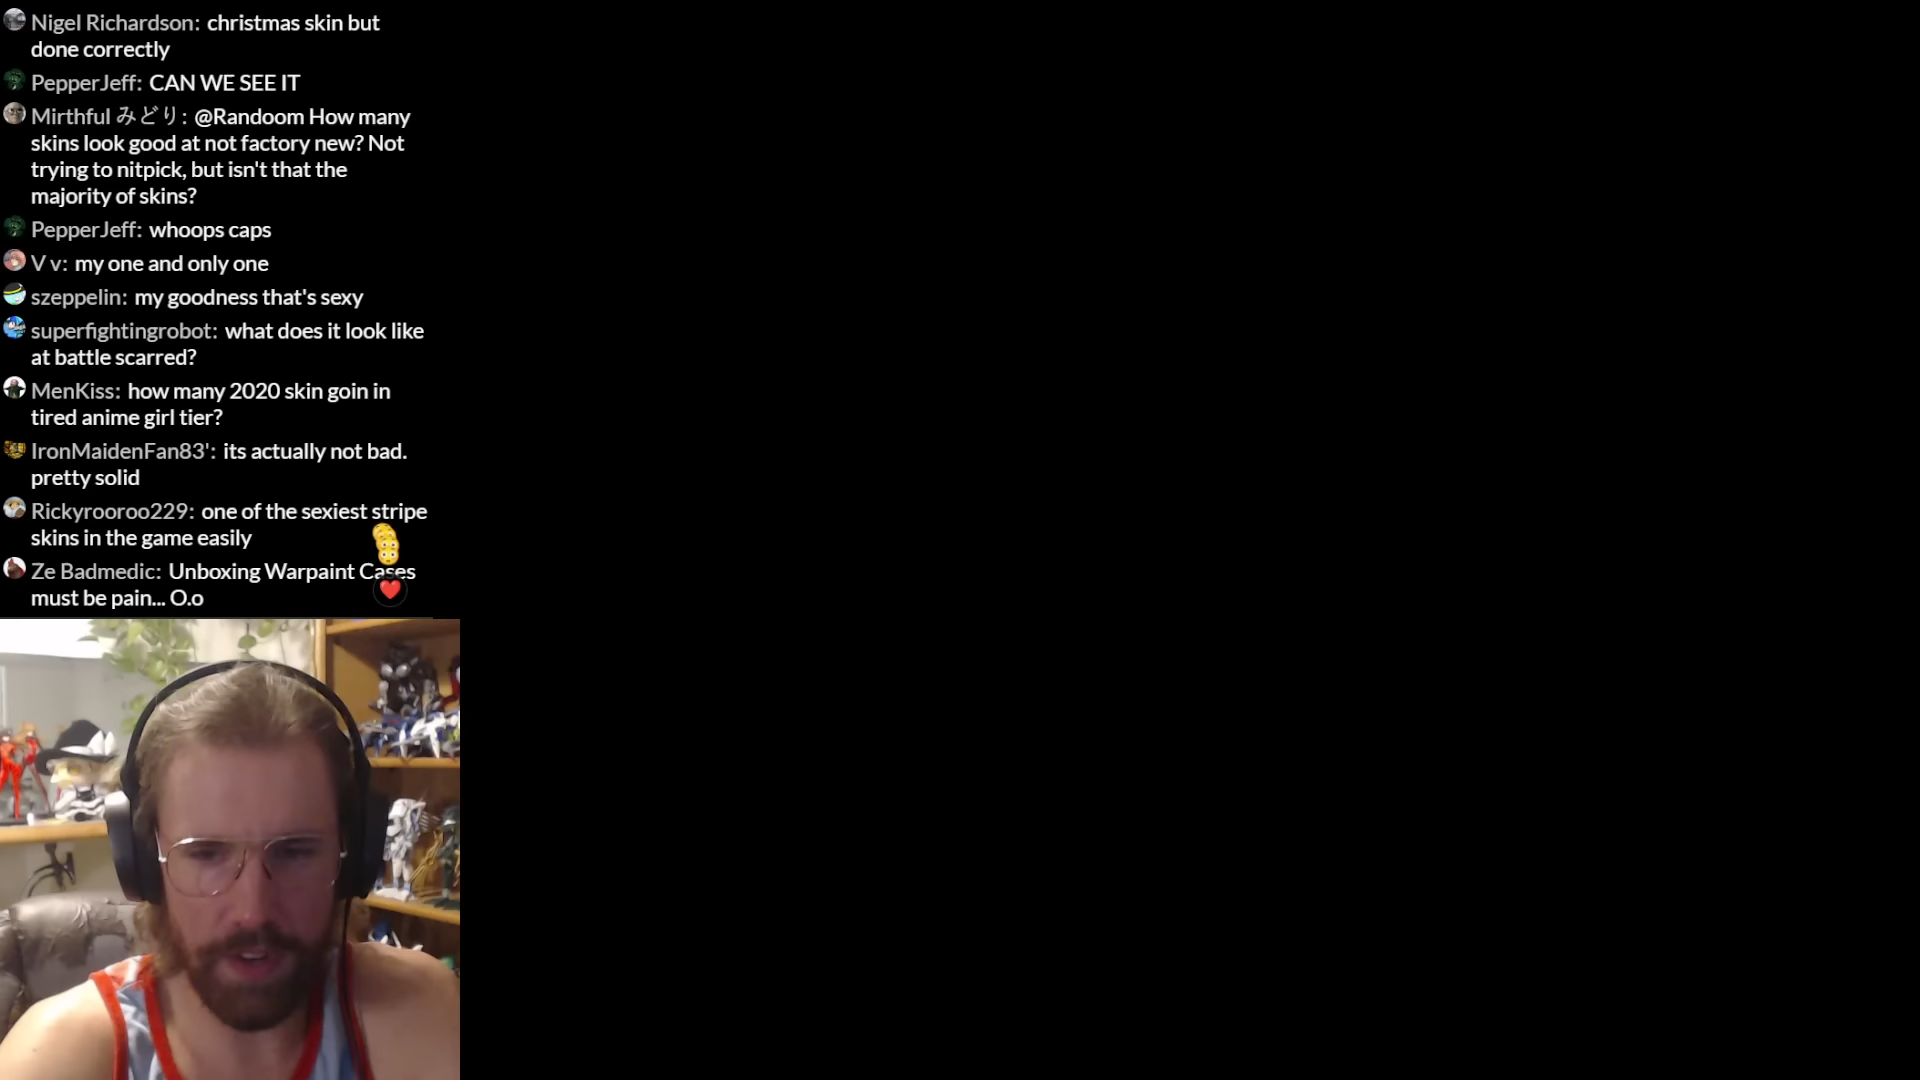 Nigel Richardson: christmas skin but
done correctly
PepperJeff: CAN WE SEE IT
Mirthful みどり: @Randoom How many
skins look good at not factory new? Not
trying to nitpick, but isn't that the
majority of skins?
PepperJeff: whoops caps
V v: my one and only one
szeppelin: my goodness that's sexy
superfightingrobot: what does it look like
at battle scarred?
MenKiss: how many 2020 skin goin in
tired anime girl tier?
IronMaidenFan83': its actually not bad.
pretty solid
Rickyrooroo229: one of the sexiest stripe
skins in the game easily
Ze Badmedic: Unboxing Warpaint Cases
must be pain... O.o